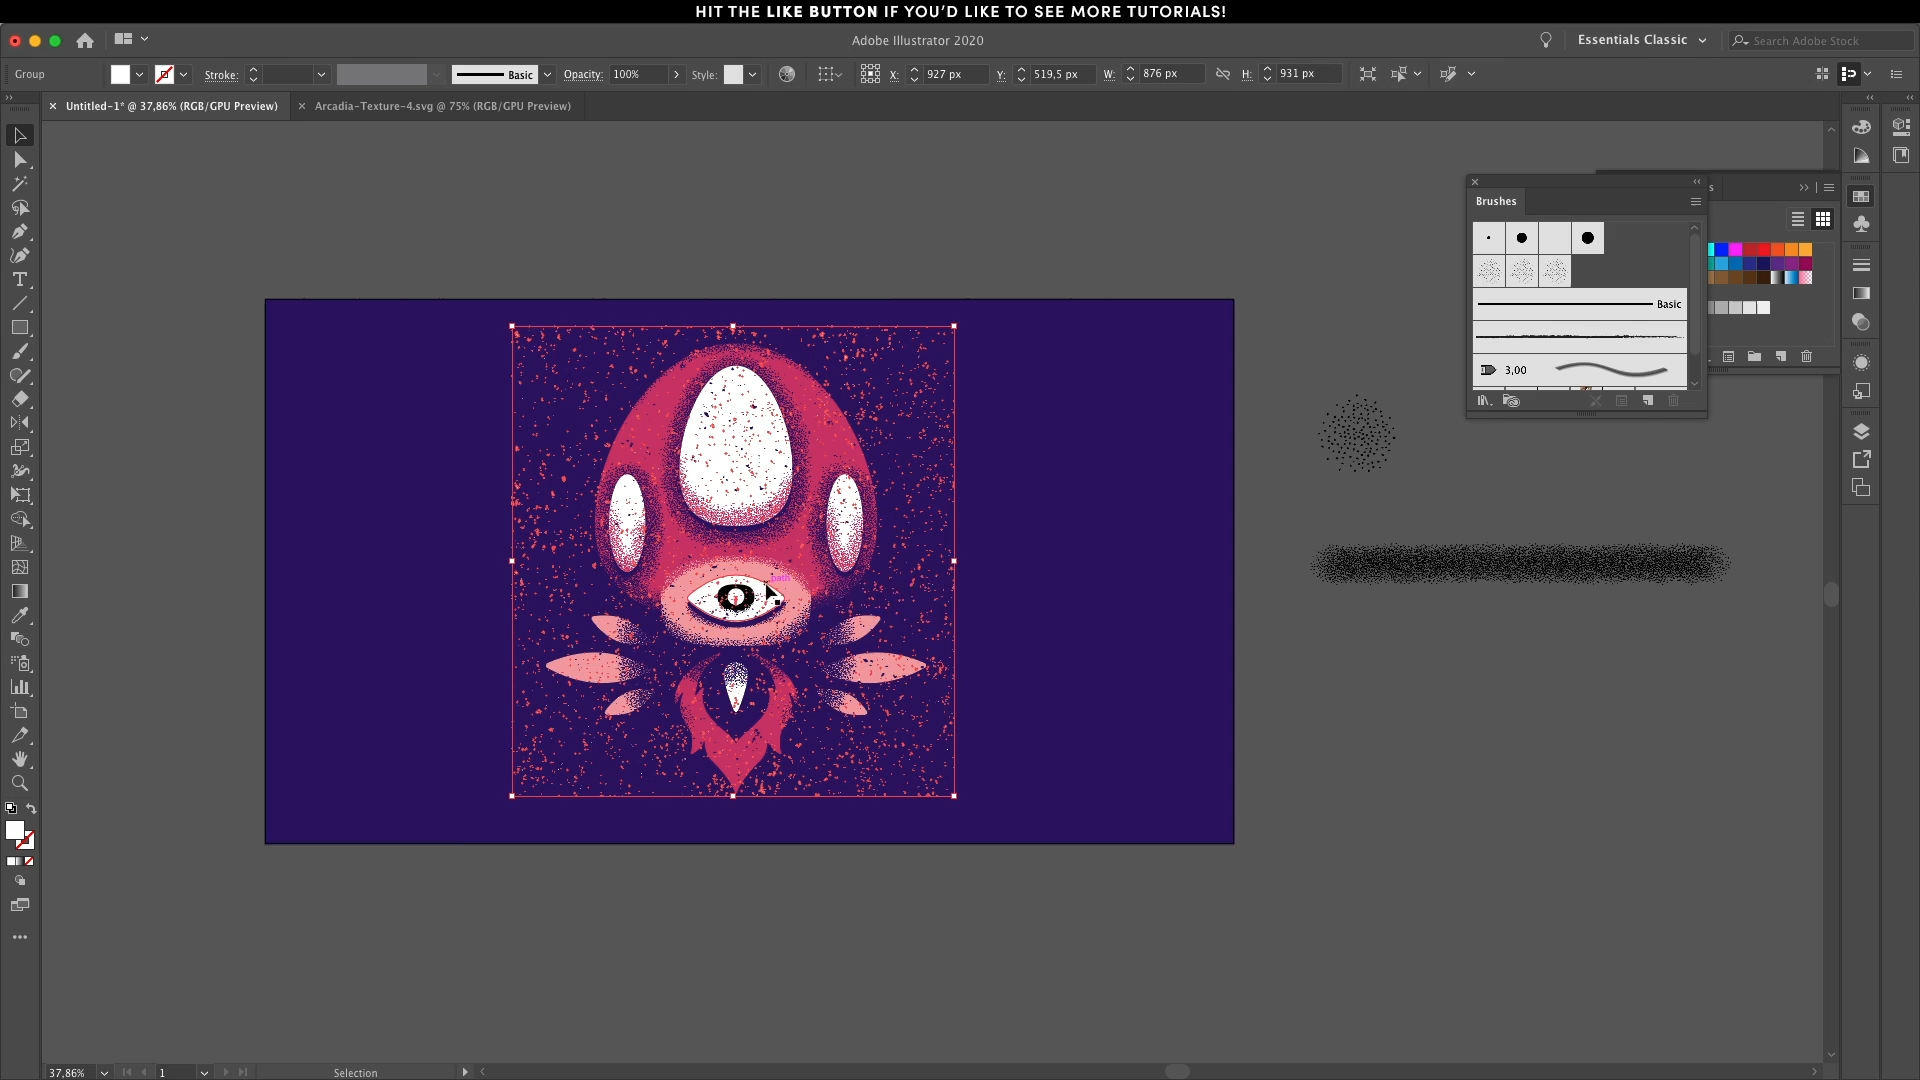 HIT THE LIKE BUTTON IF YOU'D LIKE TO SEE MORE TUTORIALS!
Adobe Illustrator 2020
Essentials Classic
Search Adobe Stock
Group
Stroke:
Basic
Opacity:
100%
Style:
X:
927 px
Y:
519,5 px
W:
876 px
H:
931 px
Untitled-1* @ 37,86% (RGB/GPU Preview)
Arcadia-Texture-4.svg @ 75% (RGB/GPU Preview)
s
Brushes
Basic
3,00
path
37,86%
1
Selection